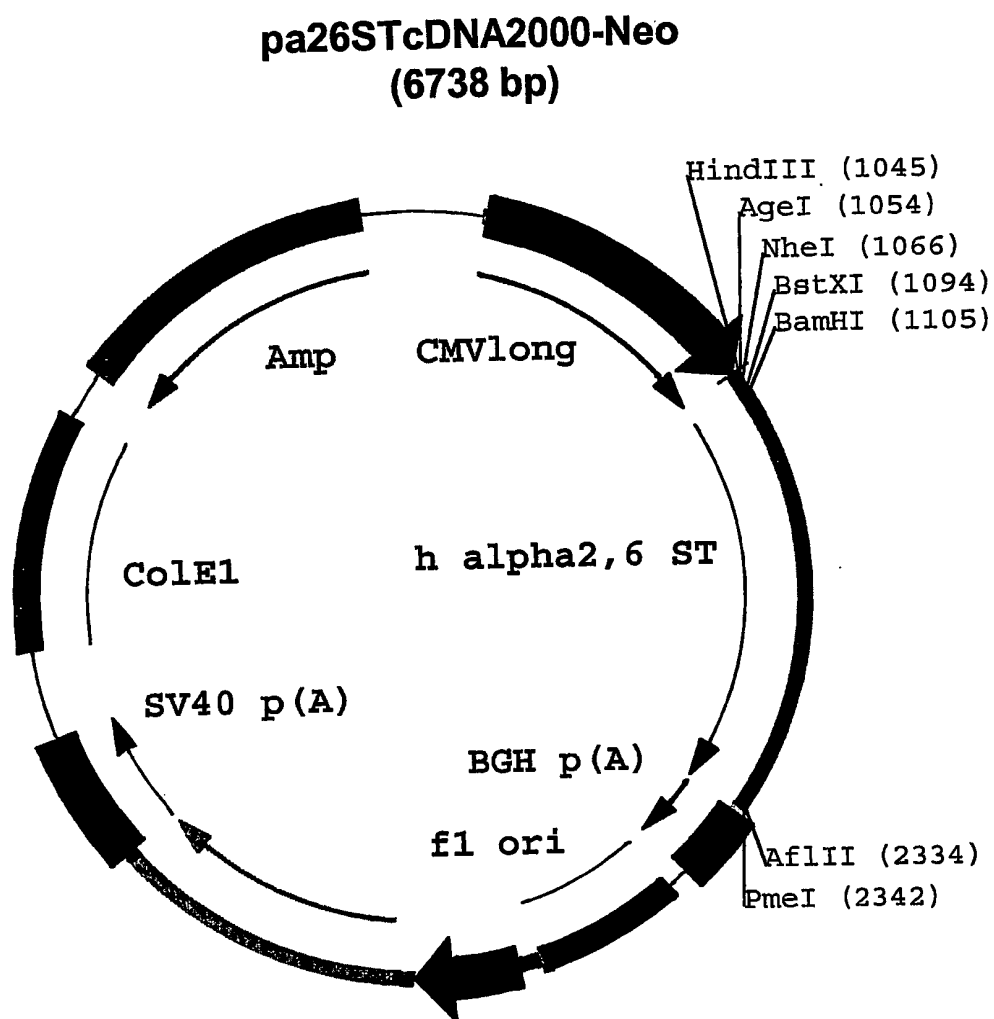 pa26STcDNA2000-Neo
(6738 bp)
HindIII (1045)
AgeI (1054)
NheI (1066)
BstXI (1094)
BamHI (1105)
Amp
CMVlong
ColE1
h alpha2,6 ST
SV40 p(A)
BGH p(A)
f1 ori
AflII (2334)
PmeI (2342)